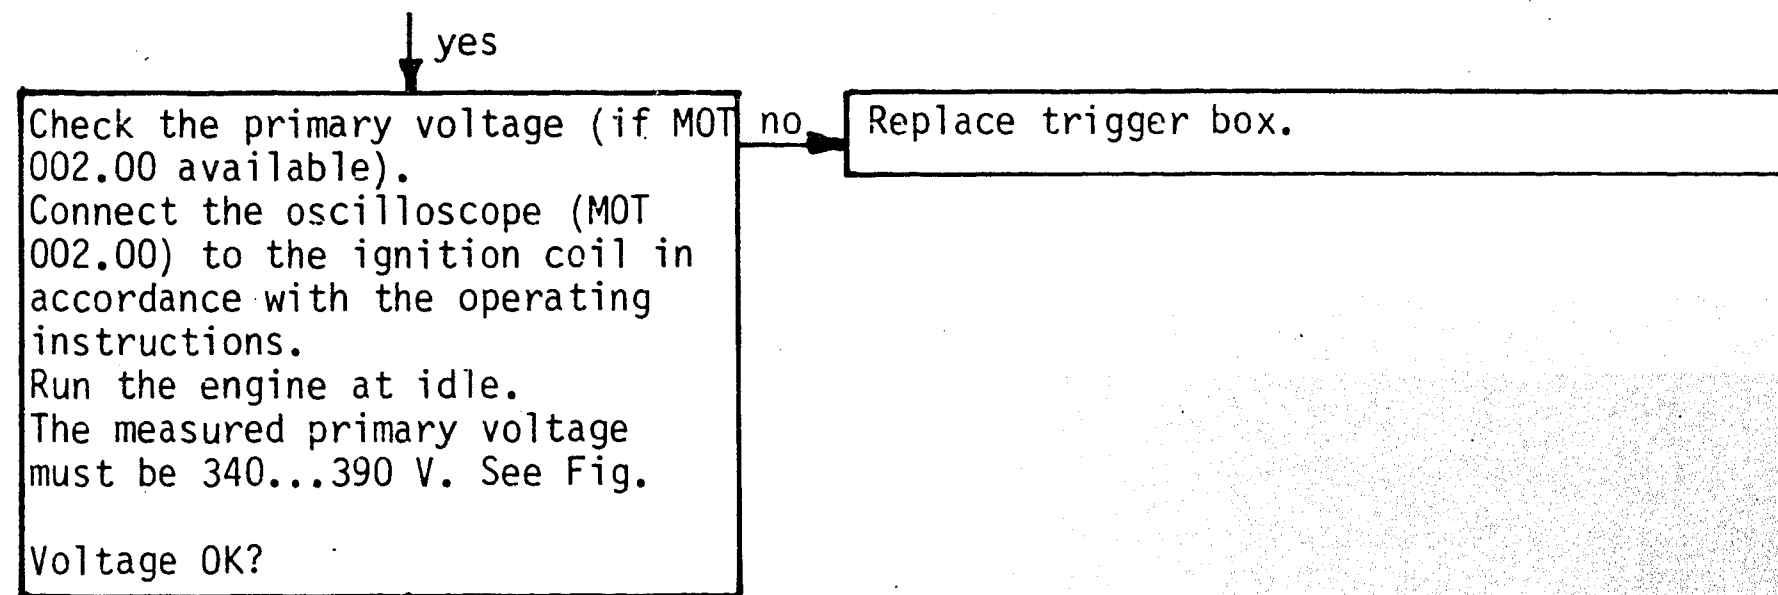 yes
Check the primary voltage (if MOT
002.00 available).
Connect the oscilloscope (MOT
002.00) to the ignition coil in
accordance with the operating
instructions.
Run the engine at idle.
The measured primary voltage
must be 340...390 V. See Fig.
Voltage OK?
no
Replace trigger box.